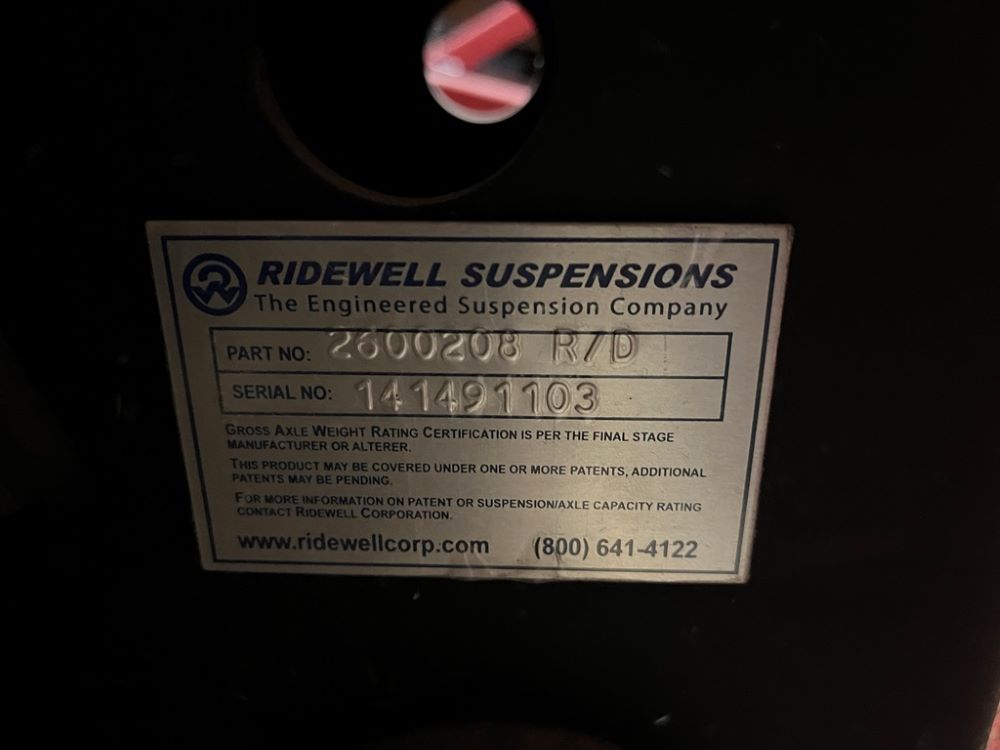 RIDEWELL SUSPENSIONS
The Engineered Suspension Company
PART NO: 2600208 R/D
SERIAL NO: 141491103
GROSS AXLE WEIGHT RATING CERTIFICATION IS PER THE FINAL STAGE
MANUFACTURER OR ALTERER.
THIS PRODUCT MAY BE COVERED UNDER ONE OR MORE PATENTS, ADDITIONAL
PATENTS MAY BE PENDING.
FOR MORE INFORMATION ON PATENT OR SUSPENSION/AXLE CAPACITY RATING
CONTACT RIDEWELL CORPORATION.
www.ridewellcorp.com (800) 641-4122